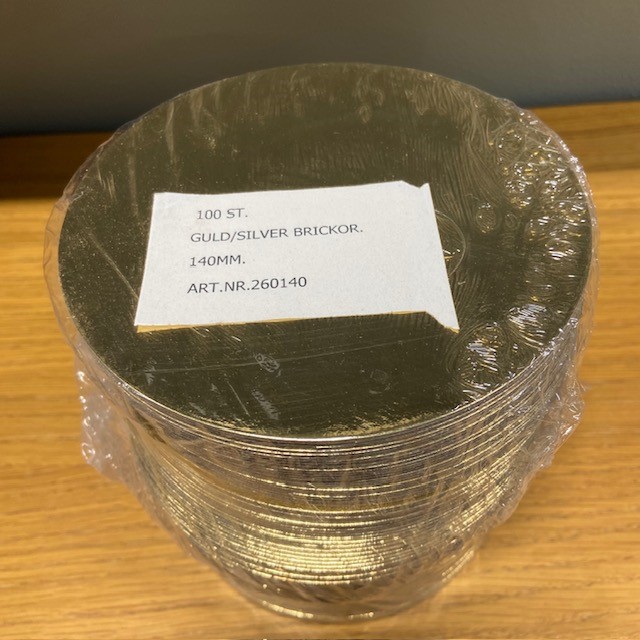 100 ST.
GULD/SILVER BRICKOR.
140MM.
ART.NR.260140